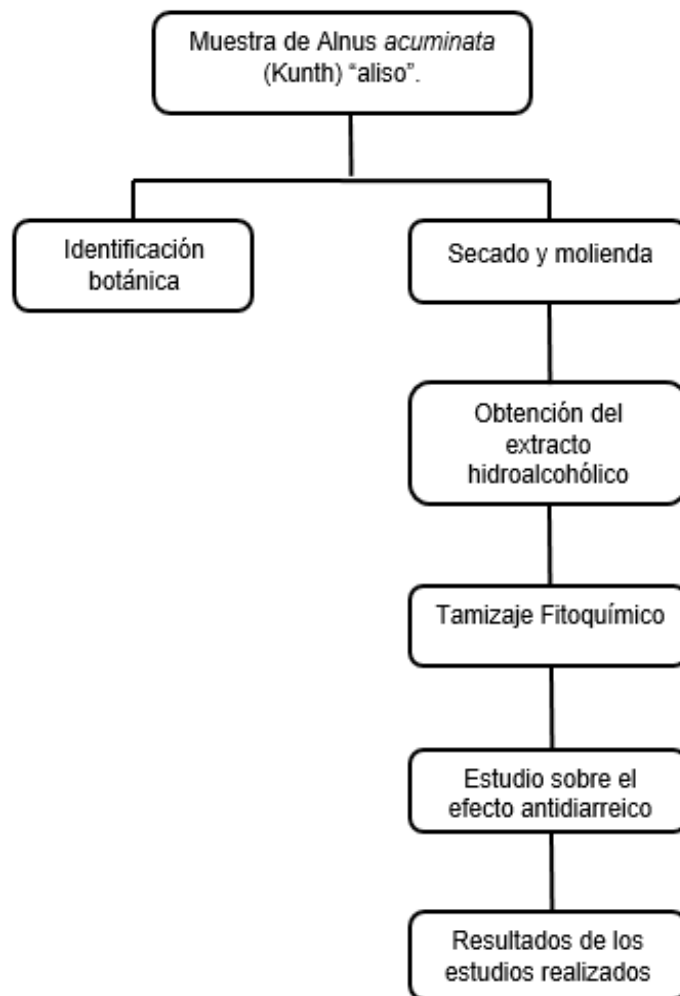 Muestra de Alnus acuminata
(Kunth) “aliso”.
Identificación
botánica
Secado y molienda
Obtención del
extracto
hidroalcohólico
Tamizaje Fitoquímico
Estudio sobre el
efecto antidiarreico
Resultados de los
estudios realizados